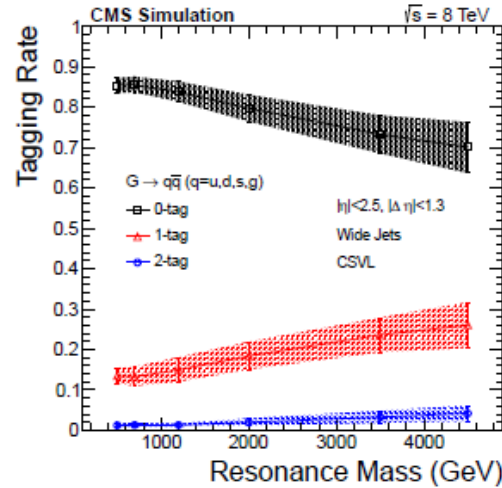 CMS Simulation √s = 8 TeV
Tagging Rate
1
0.9
0.8
0.7
0.6
0.5
0.4
0.3
0.2
0.1
0
G → qq̅ (q=u,d,s,g)
0-tag
1-tag
2-tag
|η|<2.5, |Δ η|<1.3
Wide Jets
CSVL
1000 2000 3000 4000
Resonance Mass (GeV)